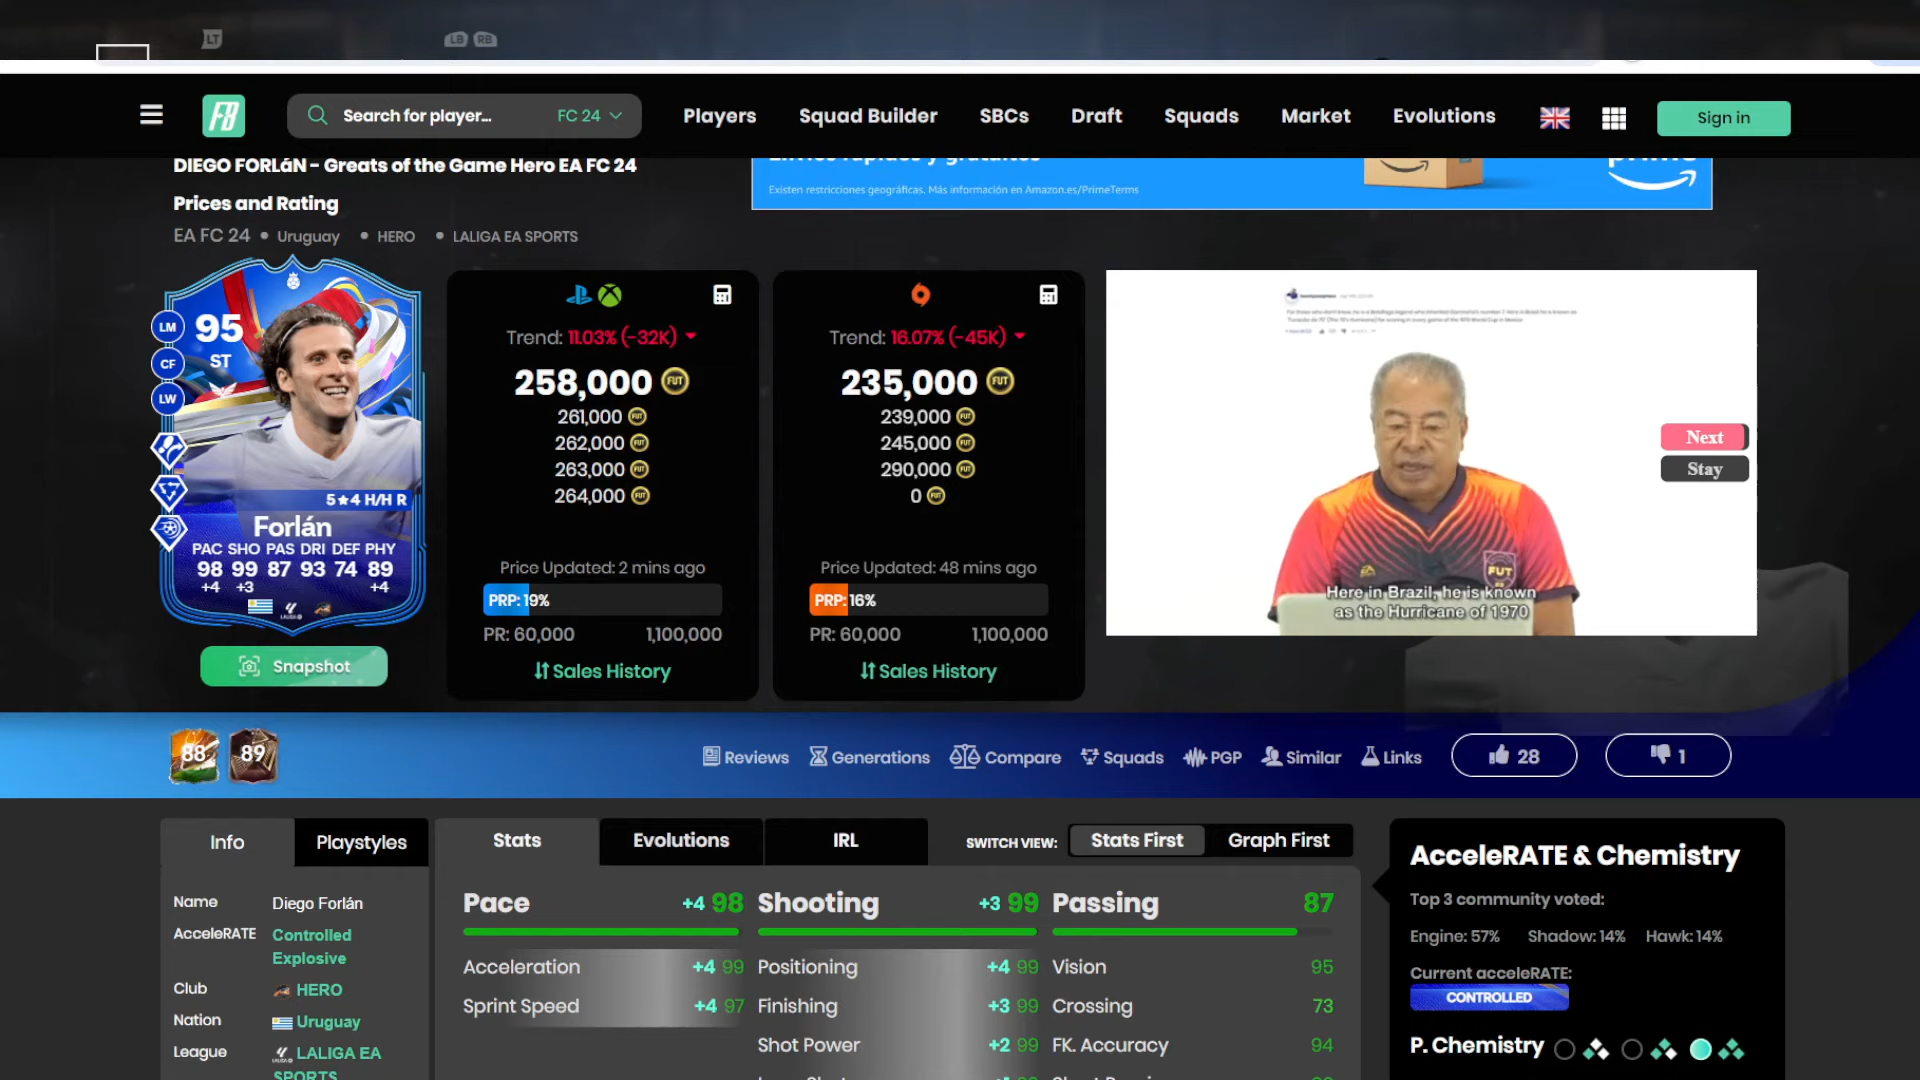 LT
LB RB
Search for player...
FC 24
Players
Squad Builder
SBCs
Draft
Squads
Market
Evolutions
Sign in
DIEGO FORLáN - Greats of the Game Hero EA FC 24
Prices and Rating
EA FC 24 • Uruguay • HERO • LALIGA EA SPORTS
Envíos rápidos y gratuitos
Existen restricciones geográficas. Más información en Amazon.es/PrimeTerms
prime
LM
CF
LW
95
ST
5★4 H/H R
Forlán
PAC SHO PAS DRI DEF PHY
98 99 87 93 74 89
+4 +3 +4
Snapshot
Trend: 11.03% (-32K)
258,000
261,000
262,000
263,000
264,000
Price Updated: 2 mins ago
PRP: 19%
PR: 60,000 1,100,000
Sales History
Trend: 16.07% (-45K)
235,000
239,000
245,000
290,000
0
Price Updated: 48 mins ago
PRP: 16%
PR: 60,000 1,100,000
Sales History
Next
Stay
FUT
Here in Brazil, he is known
as the Hurricane of 1970
88
89
Reviews
Generations
Compare
Squads
PGP
Similar
Links
28
1
Info
Playstyles
Name Diego Forlán
AcceleRATE Controlled
Explosive
Club HERO
Nation Uruguay
League LALIGA EA
SPORTS
Stats
Evolutions
IRL
SWITCH VIEW:
Stats First
Graph First
Pace +4 98
Acceleration +4 99
Sprint Speed +4 97
Shooting +3 99
Positioning +4 99
Finishing +3 99
Shot Power +2 99
Passing 87
Vision 95
Crossing 73
FK. Accuracy 94
AcceleRATE & Chemistry
Top 3 community voted:
Engine: 57% Shadow: 14% Hawk: 14%
Current acceleRATE:
CONTROLLED
P. Chemistry